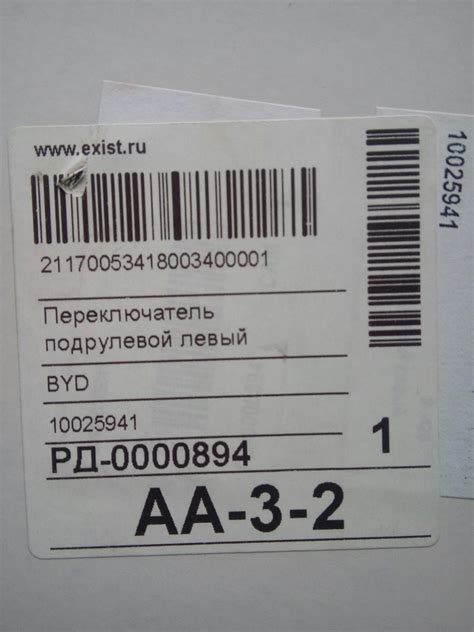 www.exist.ru
21170053418003400001
Переключатель
подрулевой левый
BYD
10025941
РД-0000894
1
АА-3-2
10025941